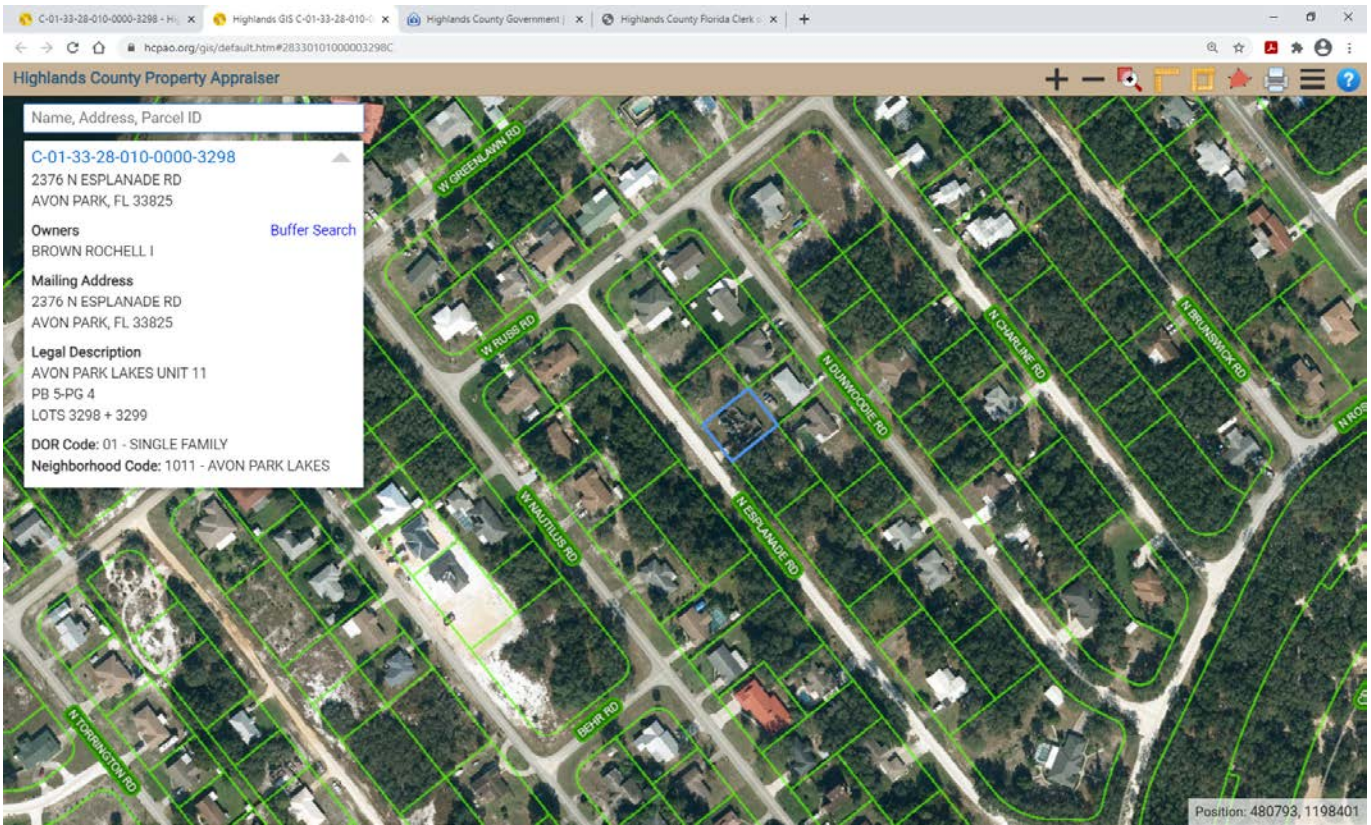 C-01-33-28-010-0000-3298 - Hi
Highlands GIS C-01-33-28-010-0
Highlands County Government |
Highlands County Florida Clerk
hcpao.org/gis/default.htm#28330101000003298C
Highlands County Property Appraiser
Name, Address, Parcel ID
C-01-33-28-010-0000-3298
2376 N ESPLANADE RD
AVON PARK, FL 33825
Owners
Buffer Search
BROWN ROCHELL I
Mailing Address
2376 N ESPLANADE RD
AVON PARK, FL 33825
Legal Description
AVON PARK LAKES UNIT 11
PB 5-PG 4
LOTS 3298 + 3299
DOR Code: 01 - SINGLE FAMILY
Neighborhood Code: 1011 - AVON PARK LAKES
W GREENLAWN RD
W RUSS RD
N CHARLINE RD
N BRUNSWICK RD
N DUNWOODIE RD
N RO
W NAUTILUS RD
N ESPLANADE RD
BEHR RD
N TORRINGTON RD
Position: 480793, 1198401